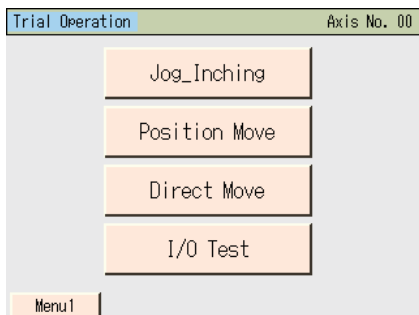 Trial Operation Axis No. 00
Jog_Inching
Position Move
Direct Move
I/O Test
Menu1